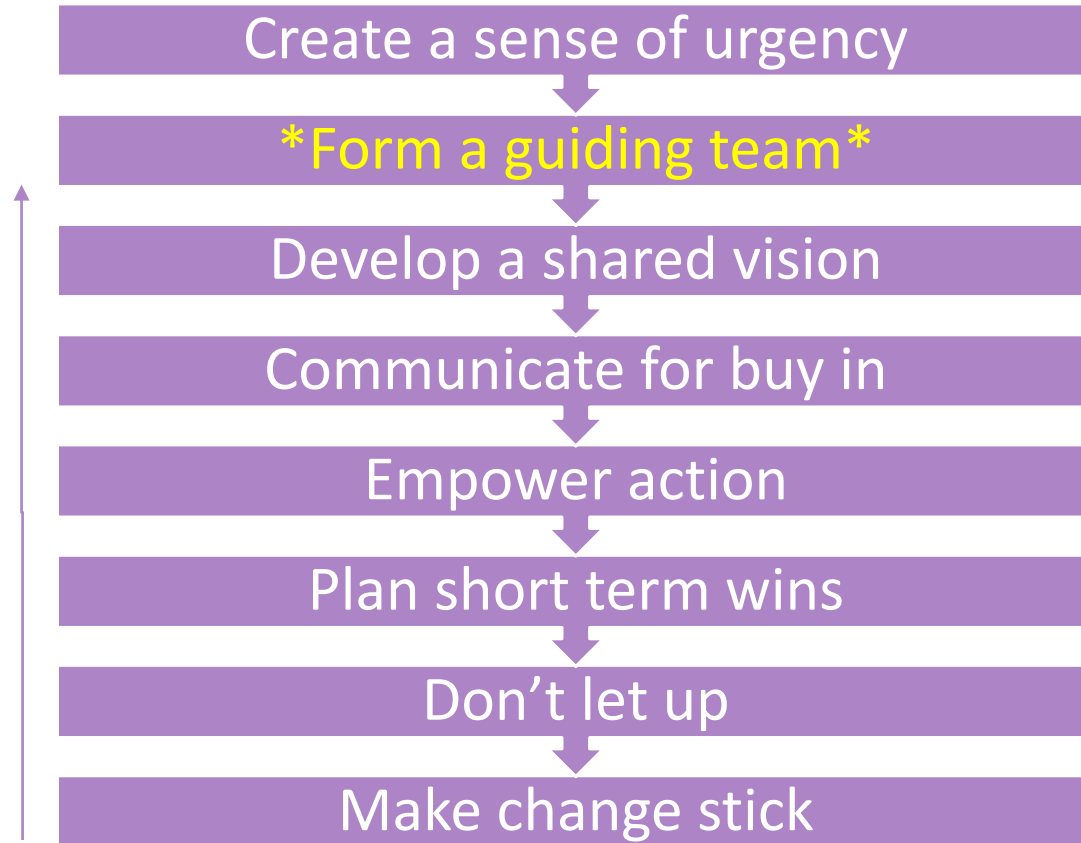 Create a sense of urgency
*Form a guiding team*
Develop a shared vision
Communicate for buy in
Empower action
Plan short term wins
Don’t let up
Make change stick